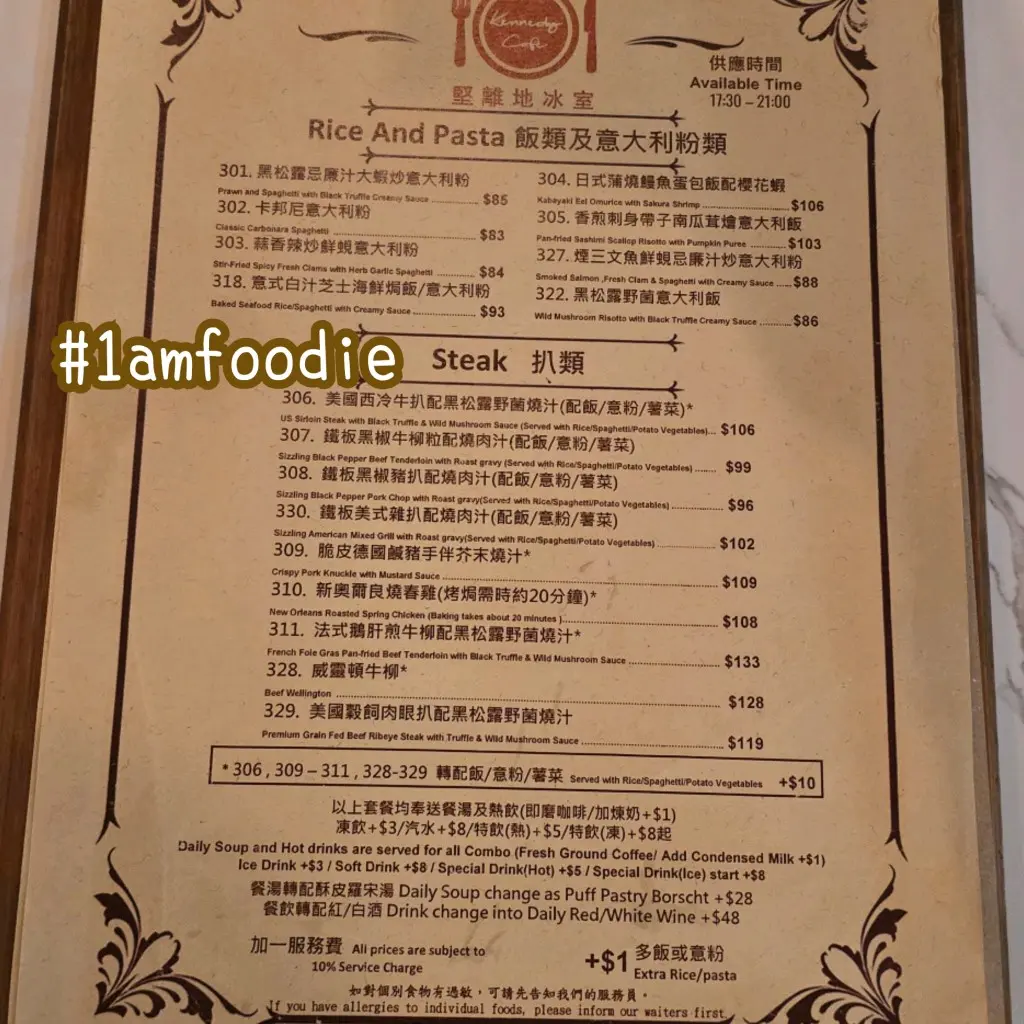 Kennedy
Cafe
堅離地冰室
供應時間
Available Time
17:30 – 21:00
Rice And Pasta 飯類及意大利粉類
301. 黑松露忌廉汁大蝦炒意大利粉
Prawn and Spaghetti with Black Truffle Creamy Sauce ........ $85
302. 卡邦尼意大利粉
Classic Carbonara Spaghetti ........ $83
303. 蒜香辣炒鮮蜆意大利粉
Stir-Fried Spicy Fresh Clams with Herb Garlic Spaghetti ........ $84
318. 意式白汁芝士海鮮焗飯/意大利粉
Baked Seafood Rice/Spaghetti with Creamy Sauce ........ $93
304. 日式蒲燒鰻魚蛋包飯配櫻花蝦
Kabayaki Eel Omurice with Sakura Shrimp ........ $106
305. 香煎刺身帶子南瓜茸燴意大利飯
Pan-fried Sashimi Scallop Risotto with Pumpkin Puree ........ $103
327. 煙三文魚鮮蜆忌廉汁炒意大利粉
Smoked Salmon ,Fresh Clam & Spaghetti with Creamy Sauce ..... $88
322. 黑松露野菌意大利飯
Wild Mushroom Risotto with Black Truffle Creamy Sauce ........ $86
#1amfoodie
Steak 扒類
306. 美國西冷牛扒配黑松露野菌燒汁(配飯/意粉/薯菜)*
US Sirloin Steak with Black Truffle & Wild Mushroom Sauce (Served with Rice/Spaghetti/Potato Vegetables)... $106
307. 鐵板黑椒牛柳粒配燒肉汁(配飯/意粉/薯菜)
Sizzling Black Pepper Beef Tenderloin with Roast gravy (Served with Rice/Spaghetti/Potato Vegetables) ....... $99
308. 鐵板黑椒豬扒配燒肉汁(配飯/意粉/薯菜)
Sizzling Black Pepper Pork Chop with Roast gravy(Served with Rice/Spaghetti/Potato Vegetables) ........ $96
330. 鐵板美式雜扒配燒肉汁(配飯/意粉/薯菜)
Sizzling American Mixed Grill with Roast gravy(Served with Rice/Spaghetti/Potato Vegetables) ........ $102
309. 脆皮德國鹹豬手伴芥末燒汁*
Crispy Pork Knuckle with Mustard Sauce ........ $109
310. 新奧爾良燒春雞(烤焗需時約20分鐘)*
New Orleans Roasted Spring Chicken (Baking takes about 20 minutes )........ $108
311. 法式鵝肝煎牛柳配黑松露野菌燒汁*
French Foie Gras Pan-fried Beef Tenderloin with Black Truffle & Wild Mushroom Sauce ........ $133
328. 威靈頓牛柳*
Beef Wellington ........ $128
329. 美國穀飼肉眼扒配黑松露野菌燒汁
Premium Grain Fed Beef Ribeye Steak with Truffle & Wild Mushroom Sauce ........ $119
* 306 , 309 – 311 , 328-329 轉配飯/意粉/薯菜 Served with Rice/Spaghetti/Potato Vegetables +$10
以上套餐均奉送餐湯及熱飲(即磨咖啡/加煉奶+$1)
凍飲+$3/汽水+$8/特飲(熱)+$5/特飲(凍)+$8起
Daily Soup and Hot drinks are served for all Combo (Fresh Ground Coffee/ Add Condensed Milk +$1)
Ice Drink +$3 / Soft Drink +$8 / Special Drink(Hot) +$5 / Special Drink(Ice) start +$8
餐湯轉配酥皮羅宋湯 Daily Soup change as Puff Pastry Borscht +$28
餐飲轉配紅/白酒 Drink change into Daily Red/White Wine +$48
加一服務費 All prices are subject to
10% Service Charge
+$1 多飯或意粉
Extra Rice/pasta
如對個別食物有過敏，可請先告知我們的服務員。
If you have allergies to individual foods, please inform our waiters first.